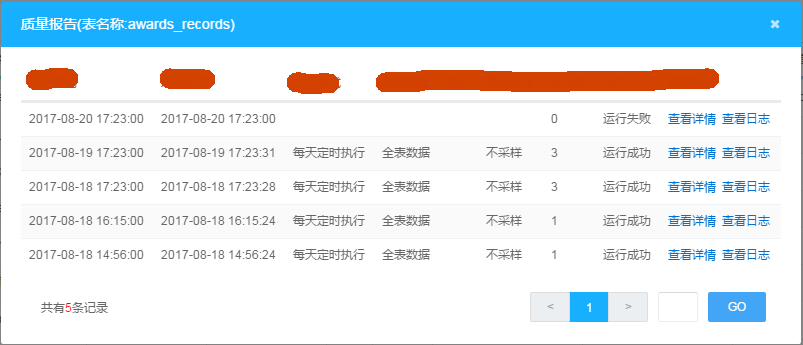 质量报告(表名称:awards_records) ×
2017-08-20 17:23:00 2017-08-20 17:23:00 0 运行失败 查看详情 查看日志
2017-08-19 17:23:00 2017-08-19 17:23:31 每天定时执行 全表数据 不采样 3 运行成功 查看详情 查看日志
2017-08-18 17:23:00 2017-08-18 17:23:28 每天定时执行 全表数据 不采样 3 运行成功 查看详情 查看日志
2017-08-18 16:15:00 2017-08-18 16:15:24 每天定时执行 全表数据 不采样 1 运行成功 查看详情 查看日志
2017-08-18 14:56:00 2017-08-18 14:56:24 每天定时执行 全表数据 不采样 1 运行成功 查看详情 查看日志
共有5条记录 < 1 > GO